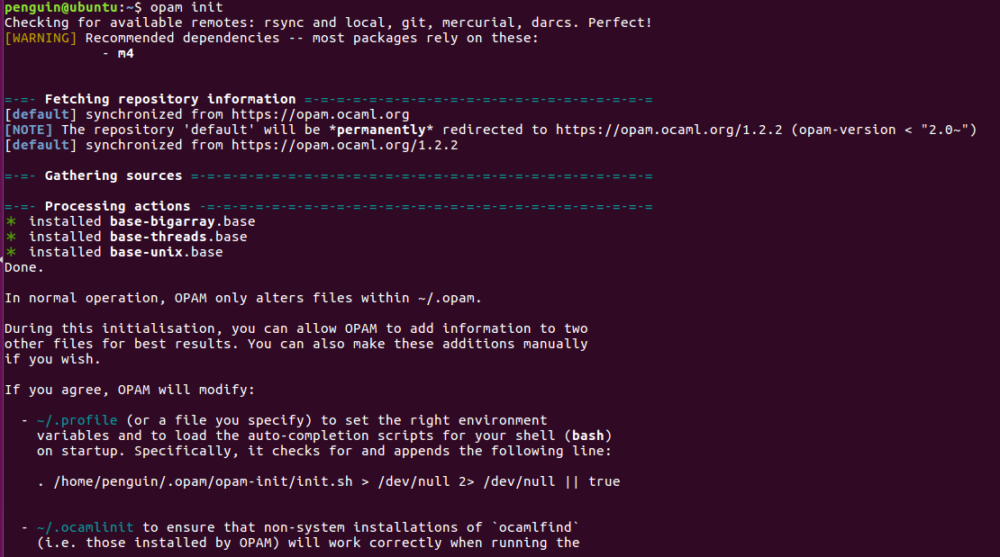 penguin@ubuntu:~$ opam init
Checking for available remotes: rsync and local, git, mercurial, darcs. Perfect!
[WARNING] Recommended dependencies -- most packages rely on these:
            - m4
=-=- Fetching repository information =-=-=-=-=-=-=-=-=-=-=-=-=-=-=-=-=-=-=-=-=-=
[default] synchronized from https://opam.ocaml.org
[NOTE] The repository 'default' will be *permanently* redirected to https://opam.ocaml.org/1.2.2 (opam-version < "2.0~")
[default] synchronized from https://opam.ocaml.org/1.2.2
=-=- Gathering sources =-=-=-=-=-=-=-=-=-=-=-=-=-=-=-=-=-=-=-=-=-=-=-=-=-=-=-=-=
=-=- Processing actions -=-=-=-=-=-=-=-=-=-=-=-=-=-=-=-=-=-=-=-=-=-=-=-=-=-=-=-=
∗  installed base-bigarray.base
∗  installed base-threads.base
∗  installed base-unix.base
Done.
In normal operation, OPAM only alters files within ~/.opam.
During this initialisation, you can allow OPAM to add information to two
other files for best results. You can also make these additions manually
if you wish.
If you agree, OPAM will modify:
  - ~/.profile (or a file you specify) to set the right environment
    variables and to load the auto-completion scripts for your shell (bash)
    on startup. Specifically, it checks for and appends the following line:
    . /home/penguin/.opam/opam-init/init.sh > /dev/null 2> /dev/null || true
  - ~/.ocamlinit to ensure that non-system installations of `ocamlfind`
    (i.e. those installed by OPAM) will work correctly when running the